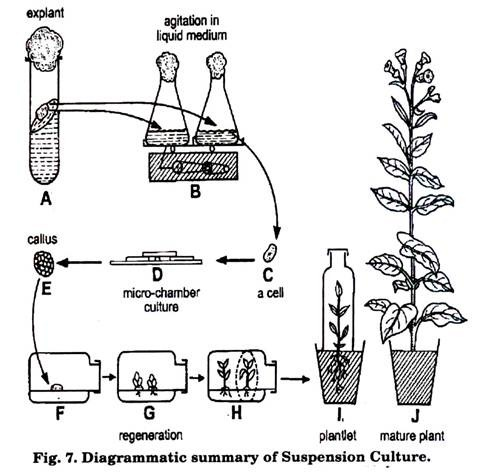 explant
agitation in
liquid medium
A
B
callus
E
D
C
micro-chamber
culture
a cell
F
G
H
I.
J
regeneration
plantlet
mature plant
Fig. 7. Diagrammatic summary of Suspension Culture.